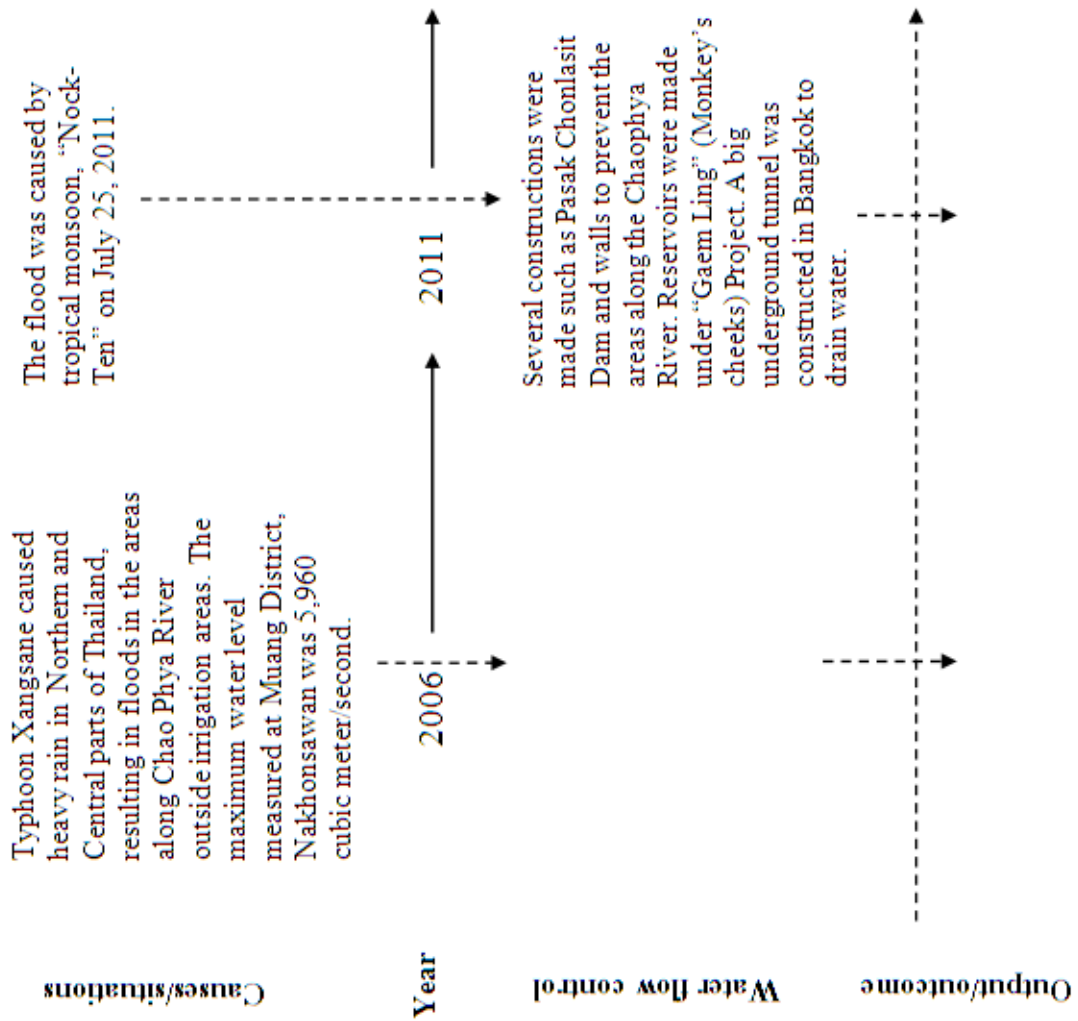 Causes/situations
Typhoon Xangsane caused
heavy rain in Northern and
Central parts of Thailand,
resulting in floods in the areas
along Chao Phya River
outside irrigation areas. The
maximum water level
measured at Muang District,
Nakhonsawan was 5,960
cubic meter/second.
The flood was caused by
tropical monsoon, “Nock-
Ten” on July 25, 2011.
Year
2006
2011
Water flow control
Several constructions were
made such as Pasak Chonlasit
Dam and walls to prevent the
areas along the Chaophya
River. Reservoirs were made
under “Gaem Ling” (Monkey’s
cheeks) Project. A big
underground tunnel was
constructed in Bangkok to
drain water.
Output/outcome